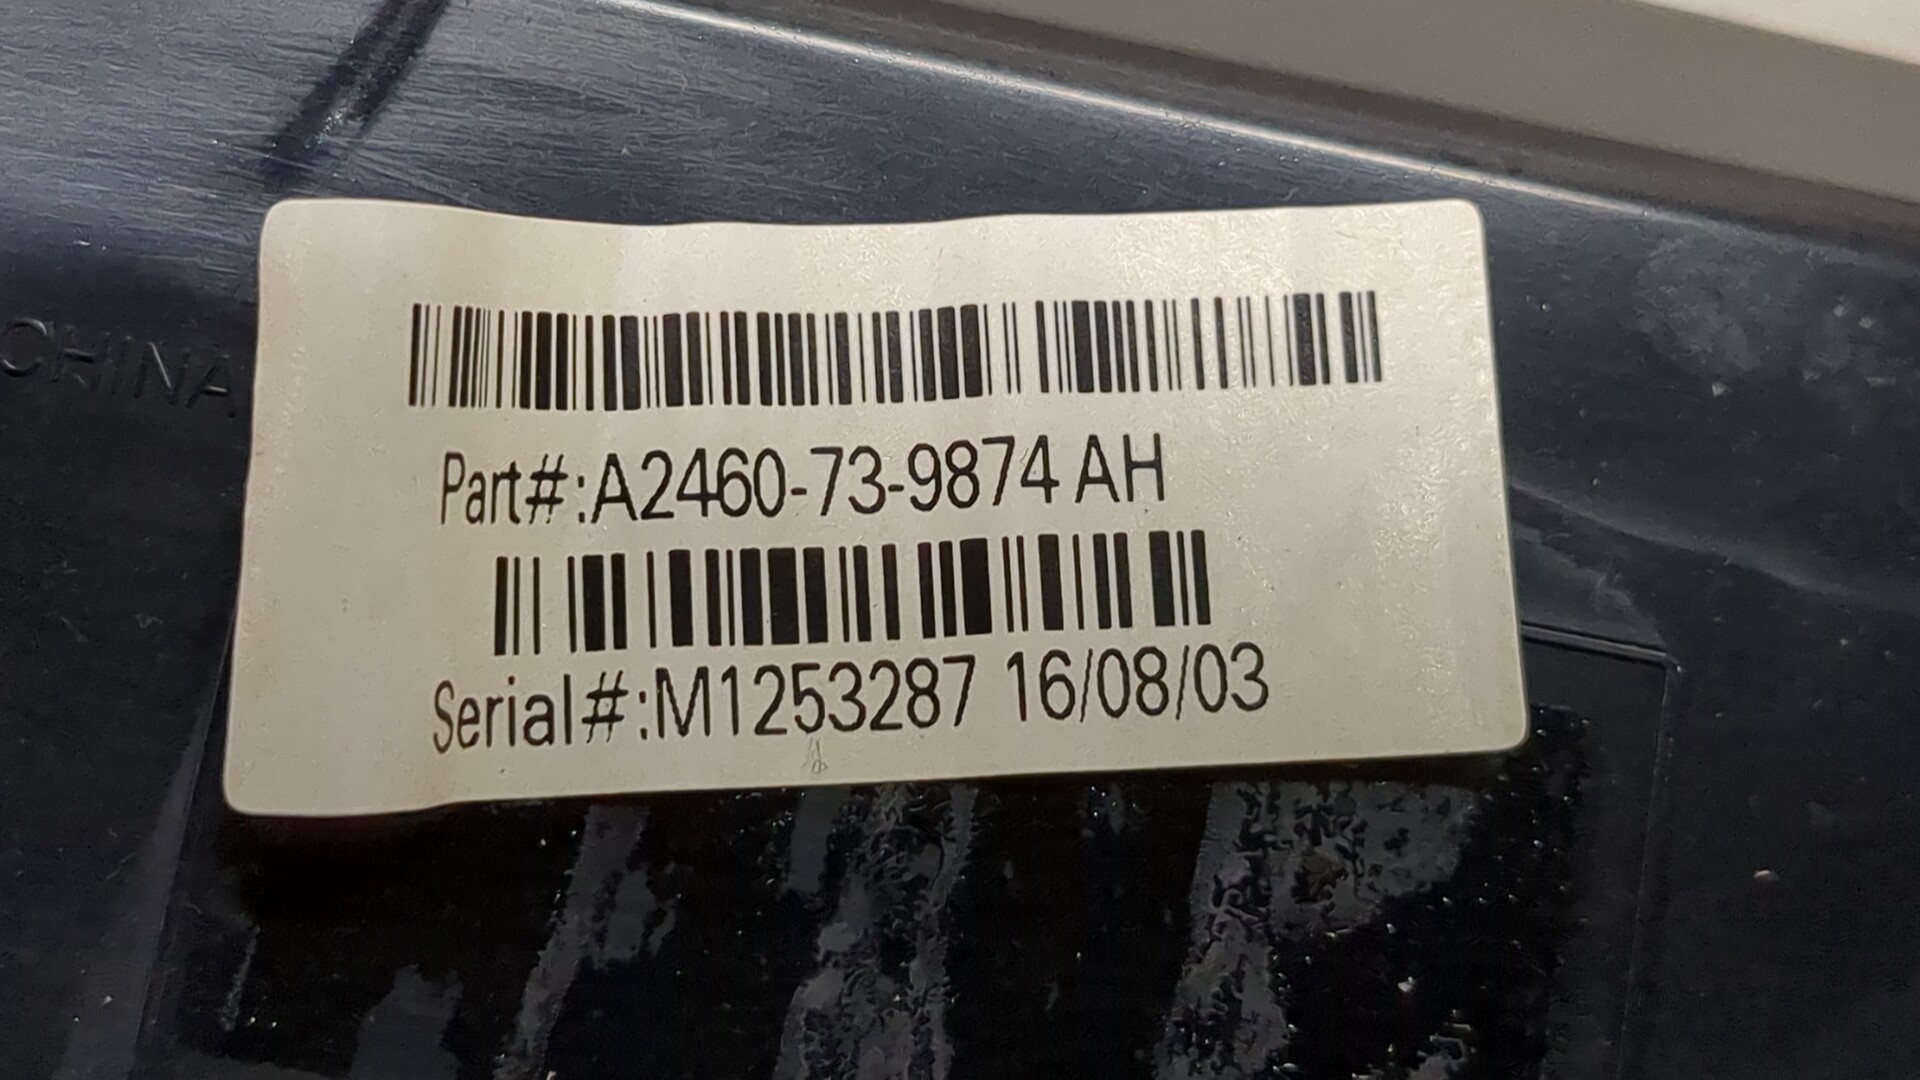 CHINA
Part#:A2460-73-9874 AH
Serial#:M1253287 16/08/03